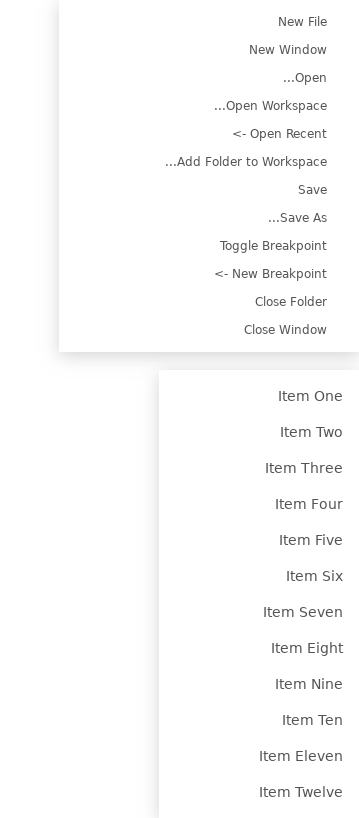 New File
New Window
...Open
...Open Workspace
<- Open Recent
...Add Folder to Workspace
Save
...Save As
Toggle Breakpoint
<- New Breakpoint
Close Folder
Close Window
Item One
Item Two
Item Three
Item Four
Item Five
Item Six
Item Seven
Item Eight
Item Nine
Item Ten
Item Eleven
Item Twelve